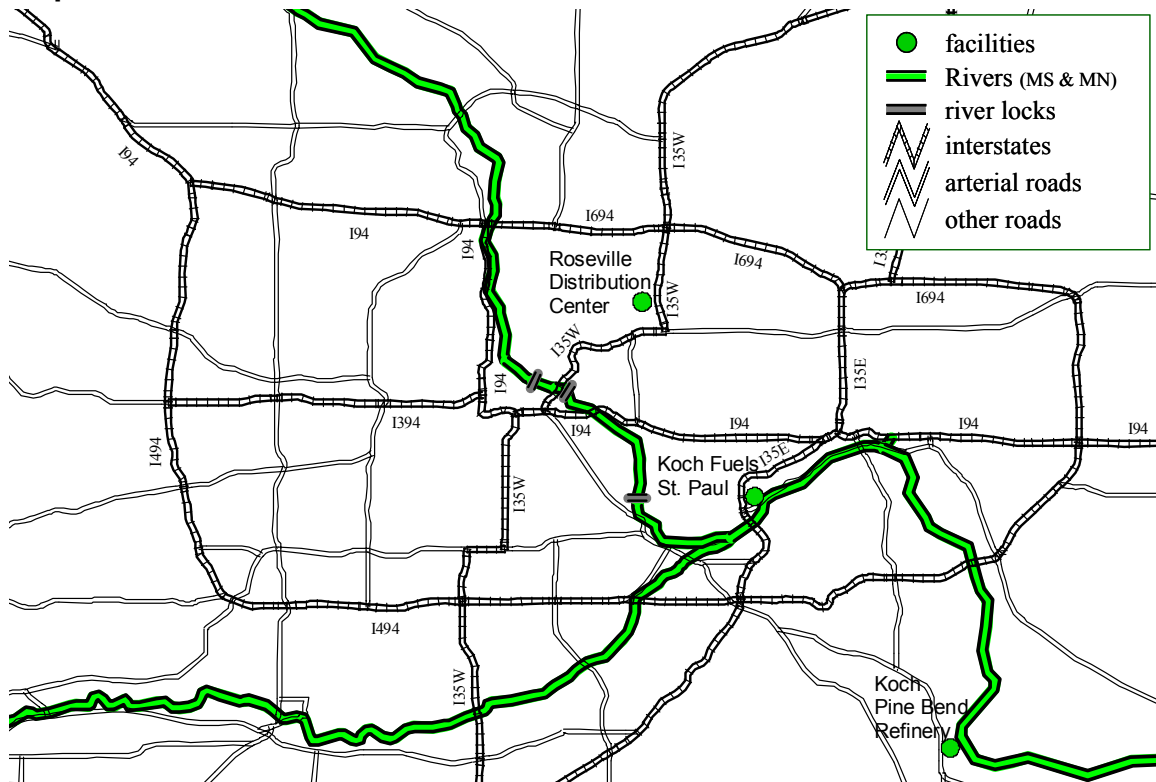 facilities
Rivers (MS & MN)
river locks
interstates
arterial roads
other roads
I94
I35W
I694
I94
I94
I694
Roseville
Distribution
Center
I35W
I694
I35W
I94
I35E
I394
I94
I94
I94
I94
I494
Koch Fuels
St. Paul
I35E
I35W
I494
I35W
Koch
Pine Bend
Refinery